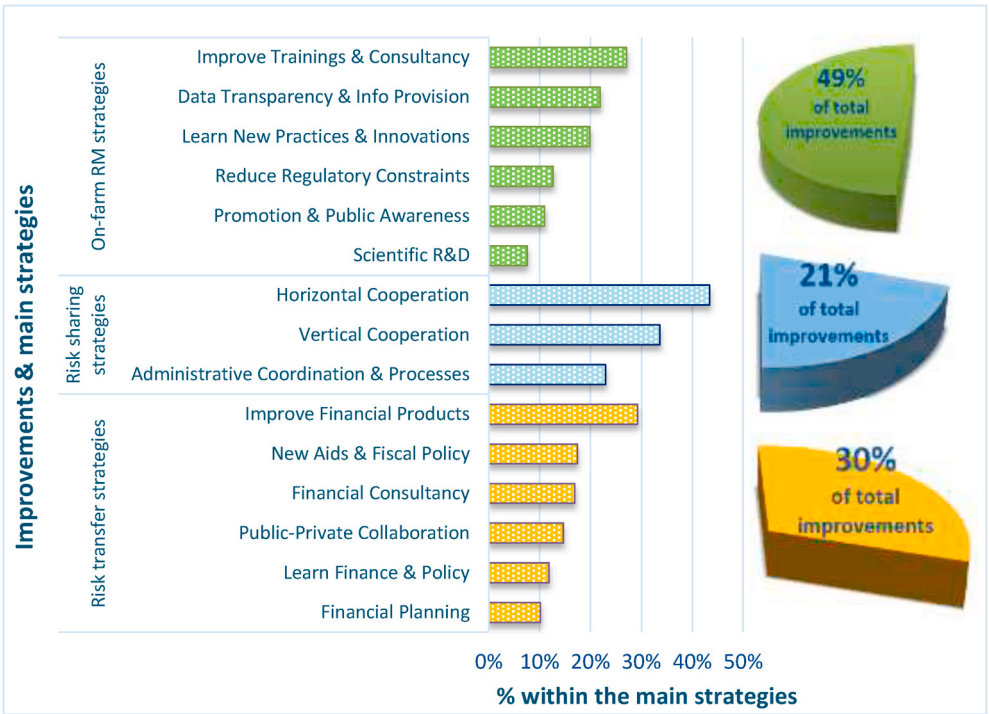 Improvements & main strategies
On-farm RM strategies
Improve Trainings & Consultancy
Data Transparency & Info Provision
Learn New Practices & Innovations
Reduce Regulatory Constraints
Promotion & Public Awareness
Scientific R&D
49%
of total
improvements
Risk sharing
strategies
Horizontal Cooperation
Vertical Cooperation
Administrative Coordination & Processes
21%
of total
improvements
Risk transfer strategies
Improve Financial Products
New Aids & Fiscal Policy
Financial Consultancy
Public-Private Collaboration
Learn Finance & Policy
Financial Planning
30%
of total
improvements
0% 10% 20% 30% 40% 50%
% within the main strategies